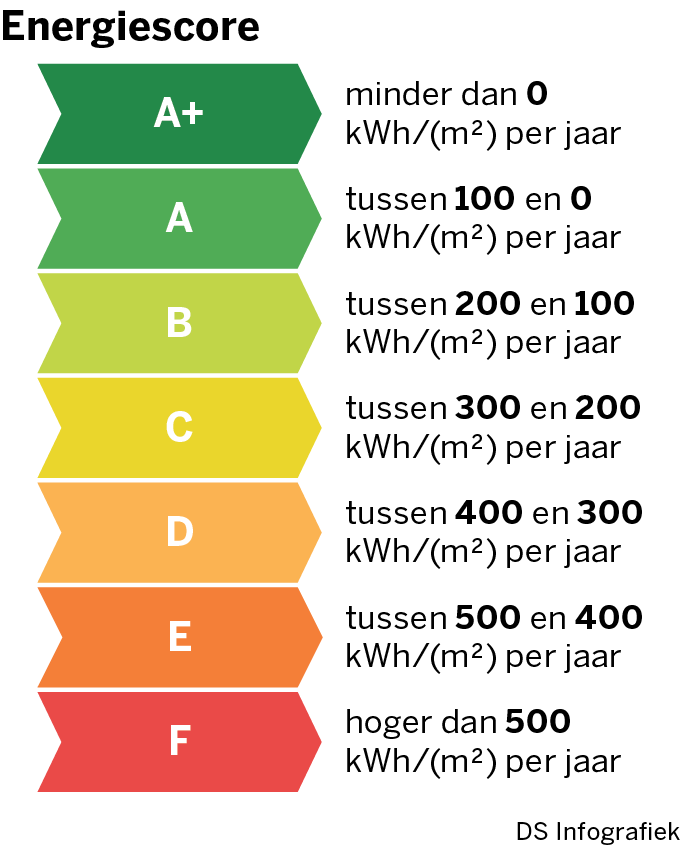 Energiescore
A+
minder dan 0
kWh/(m²) per jaar
A
tussen 100 en 0
kWh/(m²) per jaar
B
tussen 200 en 100
kWh/(m²) per jaar
C
tussen 300 en 200
kWh/(m²) per jaar
D
tussen 400 en 300
kWh/(m²) per jaar
E
tussen 500 en 400
kWh/(m²) per jaar
F
hoger dan 500
kWh/(m²) per jaar
DS Infografiek